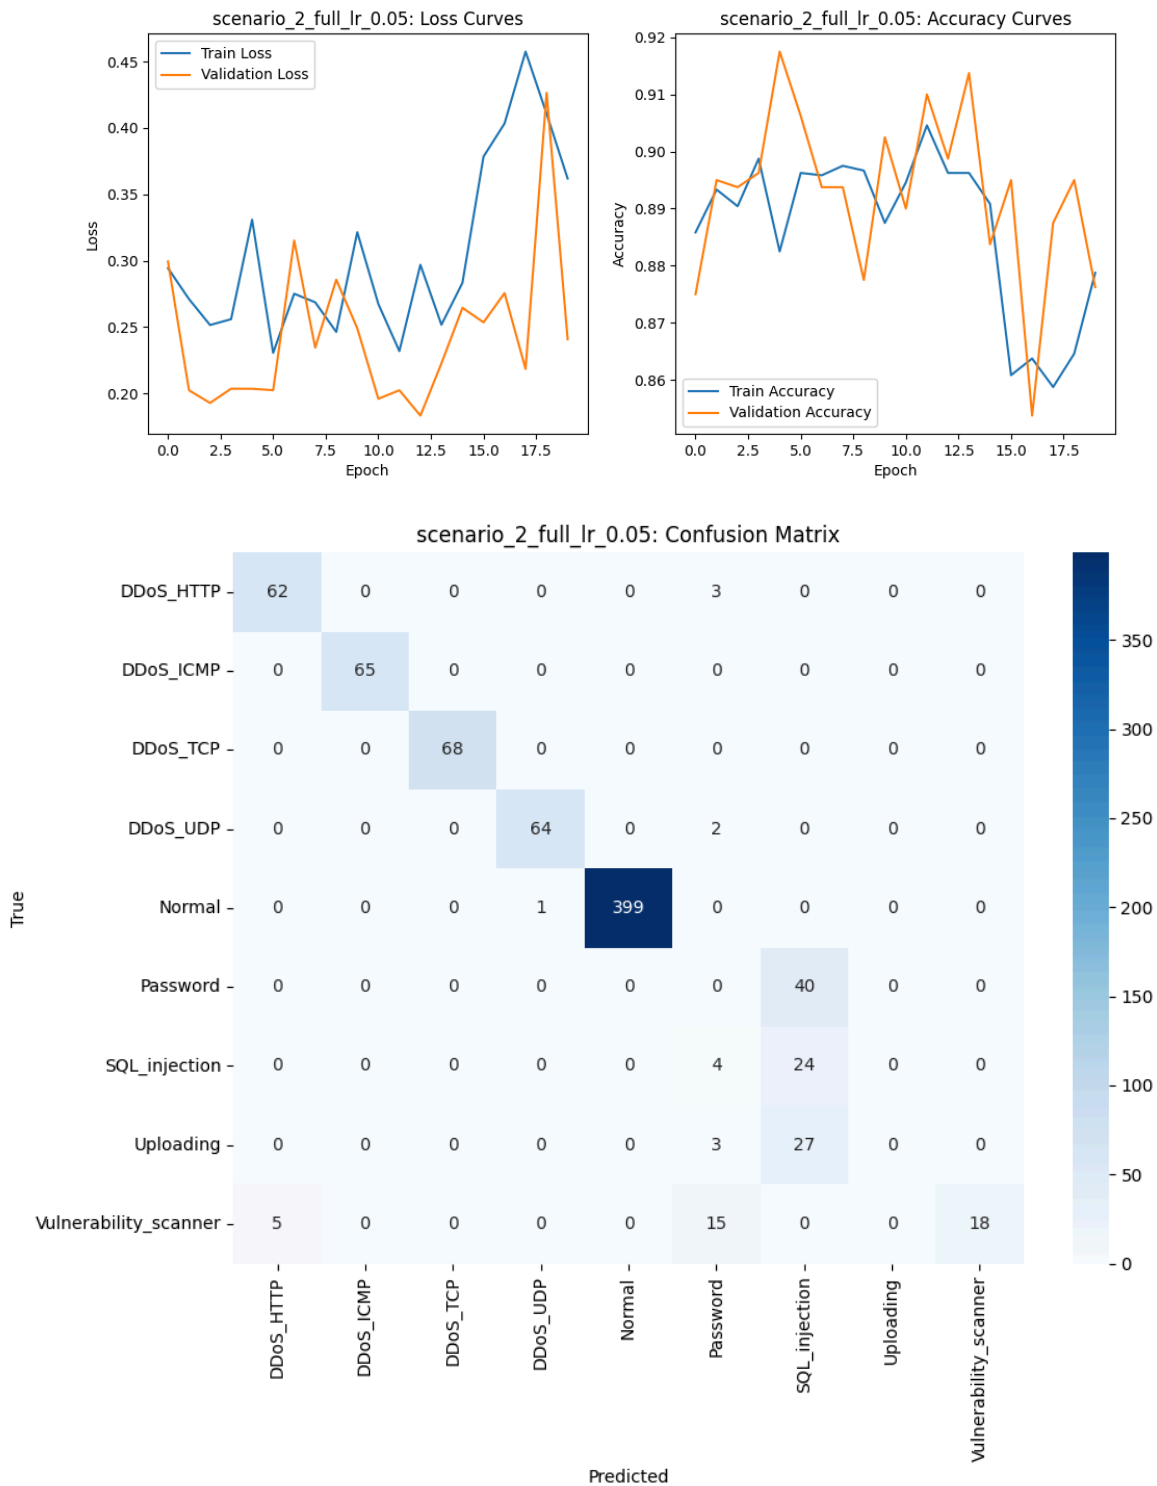 scenario_2_full_lr_0.05: Loss Curves
Train Loss
Validation Loss
0.45
0.40
0.35
0.30
0.25
0.20
Loss
0.0 2.5 5.0 7.5 10.0 12.5 15.0 17.5
Epoch
scenario_2_full_lr_0.05: Accuracy Curves
0.92
0.91
0.90
0.89
0.88
0.87
0.86
Accuracy
Train Accuracy
Validation Accuracy
0.0 2.5 5.0 7.5 10.0 12.5 15.0 17.5
Epoch
scenario_2_full_lr_0.05: Confusion Matrix
DDoS_HTTP 62 0 0 0 0 3 0 0 0
DDoS_ICMP 0 65 0 0 0 0 0 0 0
DDoS_TCP 0 0 68 0 0 0 0 0 0
DDoS_UDP 0 0 0 64 0 2 0 0 0
Normal 0 0 0 1 399 0 0 0 0
Password 0 0 0 0 0 0 40 0 0
SQL_injection 0 0 0 0 0 4 24 0 0
Uploading 0 0 0 0 0 3 27 0 0
Vulnerability_scanner 5 0 0 0 0 15 0 0 18
True
DDoS_HTTP
DDoS_ICMP
DDoS_TCP
DDoS_UDP
Normal
Password
SQL_injection
Uploading
Vulnerability_scanner
Predicted
350
300
250
200
150
100
50
0